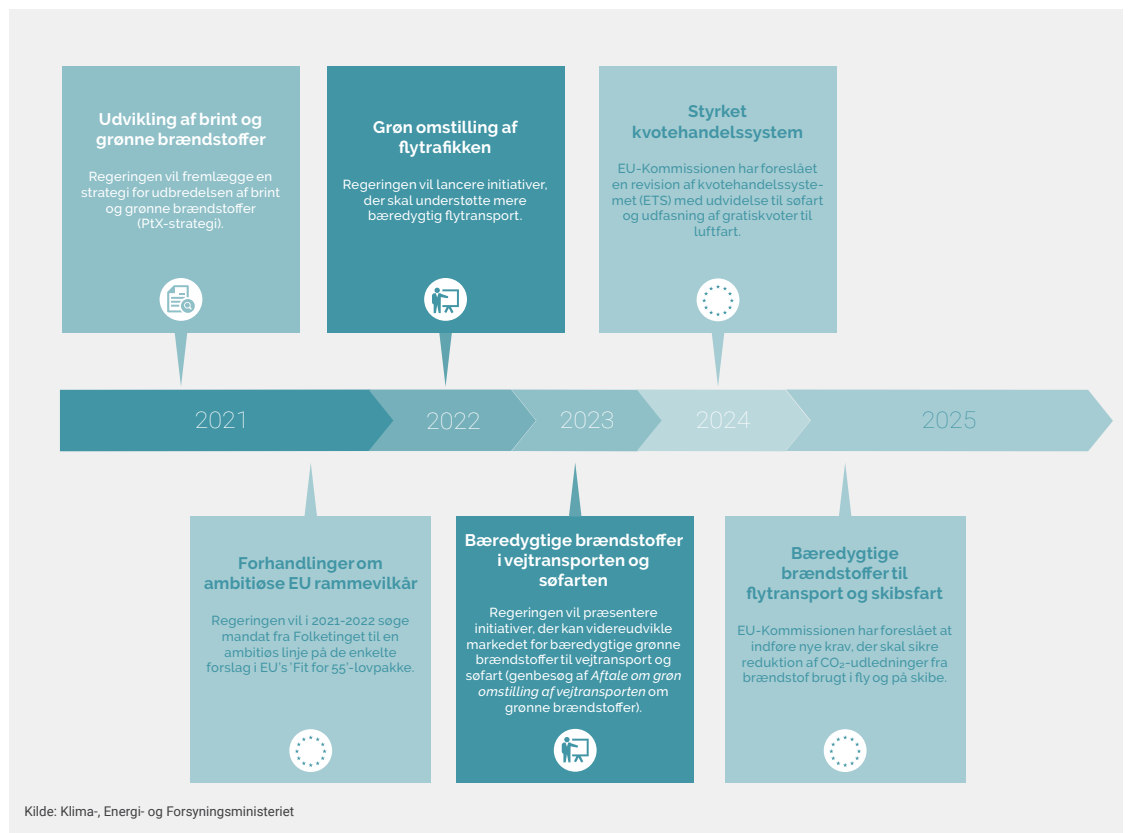 Udvikling af brint og
grønne brændstoffer
Regeringen vil fremlægge en
strategi for udbredelsen af brint
og grønne brændstoffer
(PtX-strategi).
Grøn omstilling af
flytrafikken
Regeringen vil lancere initiativer,
der skal understøtte mere
bæredygtig flytransport.
Styrket
kvotehandelssystem
EU-Kommissionen har foreslået
en revision af kvotehandelssyste-
met (ETS) med udvidelse til søfart
og udfasning af gratiskvoter til
luftfart.
2021
2022
2023
2024
2025
Forhandlinger om
ambitiøse EU rammevilkår
Regeringen vil i 2021-2022 søge
mandat fra Folketinget til en
ambitiøs linje på de enkelte
forslag i EU's 'Fit for 55'-lovpakke.
Bæredygtige brændstoffer
i vejtransporten og
søfarten
Regeringen vil præsentere
initiativer, der kan videreudvikle
markedet for bæredygtige grønne
brændstoffer til vejtransport og
søfart (genbesøg af Aftale om grøn
omstilling af vejtransporten om
grønne brændstoffer).
Bæredygtige
brændstoffer til
flytransport og skibsfart
EU-Kommissionen har foreslået at
indføre nye krav, der skal sikre
reduktion af CO₂-udledninger fra
brændstof brugt i fly og på skibe.
Kilde: Klima-, Energi- og Forsyningsministeriet